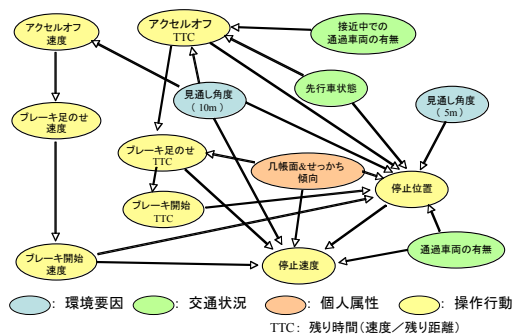 アクセルオフ
速度
アクセルオフ
TTC
接近中での
通過車両の有無
見通し角度
( 10m )
先行車状態
見通し角度
( 5m )
ブレーキ足のせ
速度
ブレーキ足のせ
TTC
几帳面&せっかち
傾向
停止位置
ブレーキ開始
TTC
ブレーキ開始
速度
停止速度
通過車両の有無
: 環境要因
: 交通状況
: 個人属性
: 操作行動
TTC: 残り時間(速度/残り距離)